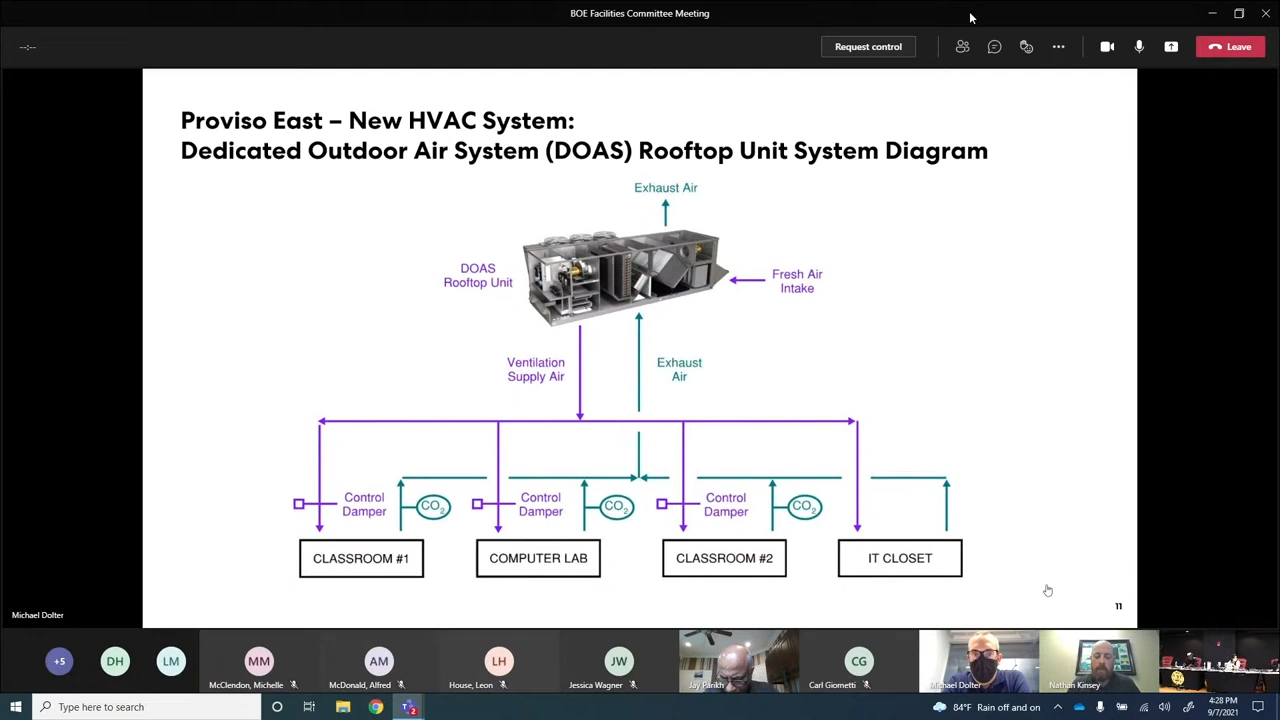 BOE Facilities Committee Meeting
--:--
Request control
Leave
Proviso East – New HVAC System:
Dedicated Outdoor Air System (DOAS) Rooftop Unit System Diagram
Exhaust Air
DOAS
Rooftop Unit
Fresh Air
Intake
Ventilation
Supply Air
Exhaust
Air
Control
Damper
CO₂
Control
Damper
CO₂
Control
Damper
CO₂
CLASSROOM #1
COMPUTER LAB
CLASSROOM #2
IT CLOSET
11
Michael Dolter
+5
DH
LM
MM
McClendon, Michelle
AM
McDonald, Alfred
LH
House, Leon
JW
Jessica Wagner
Jay Parikh
CG
Carl Giometti
Michael Dolter
Nathan Kinsey
Type here to search
2
84°F Rain off and on
4:28 PM
9/7/2021